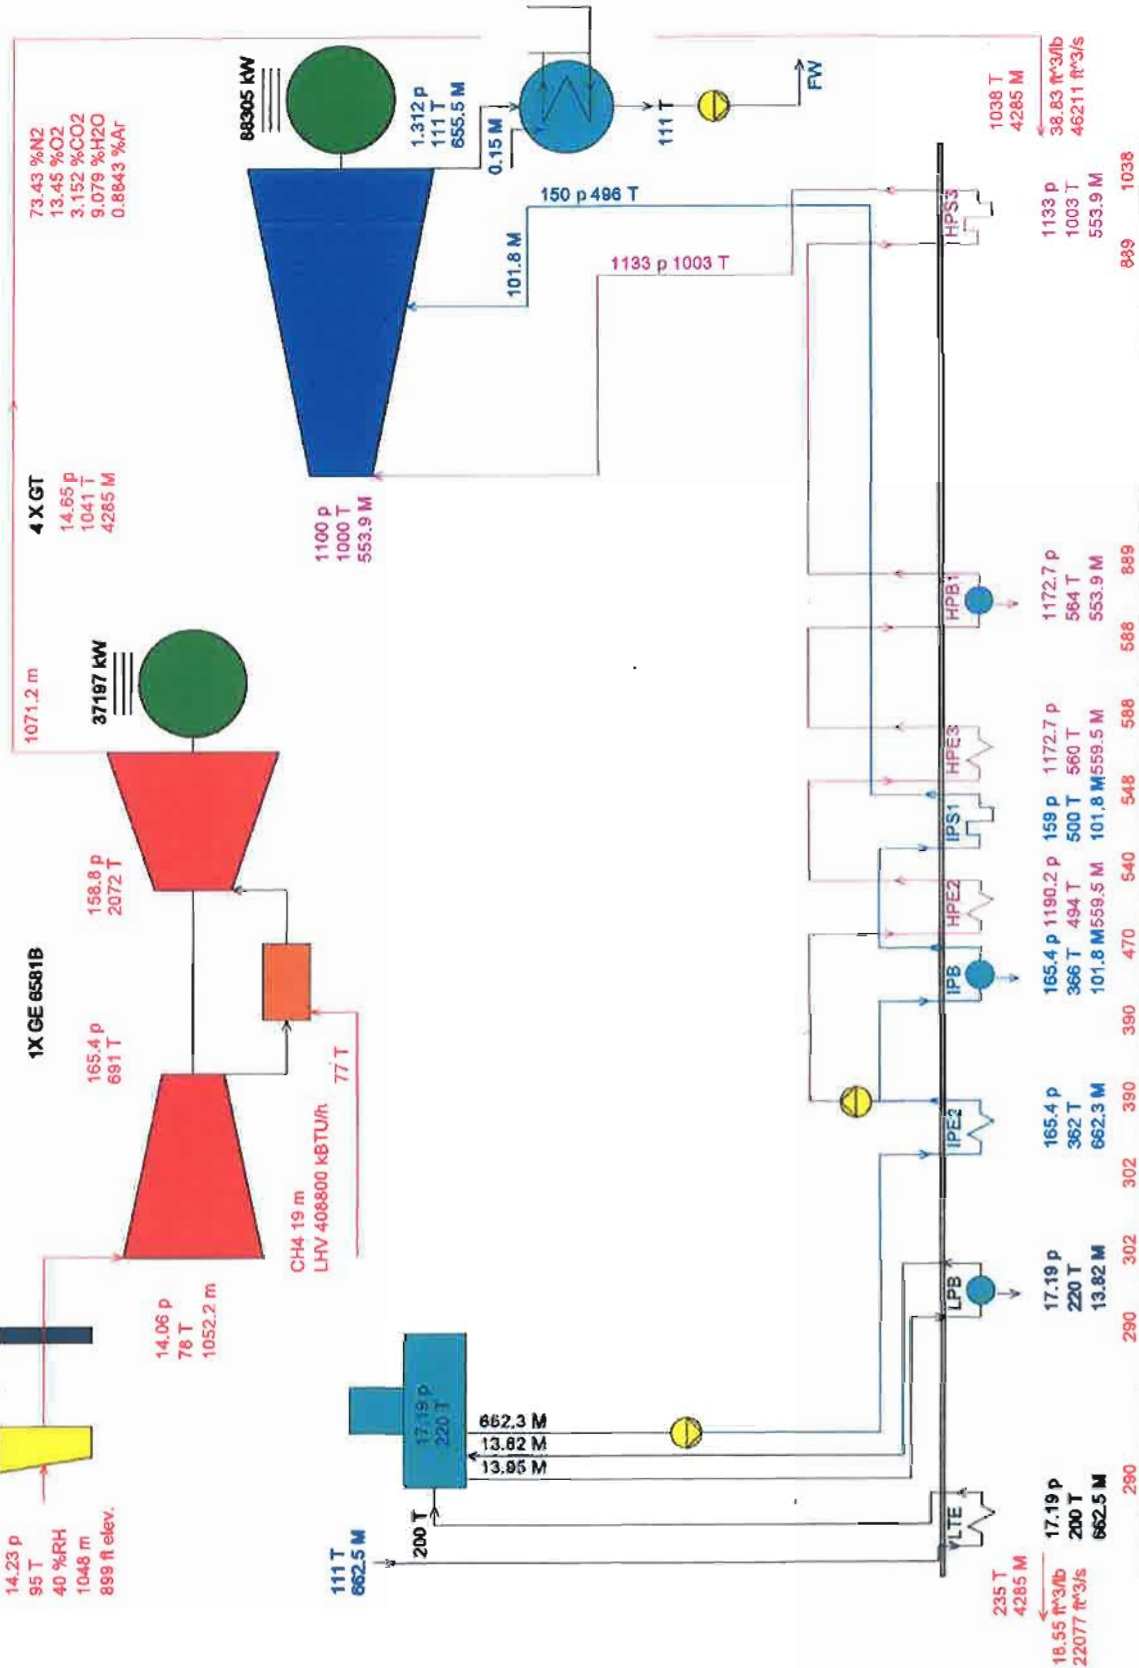 14.23 p
95 T
40 %RH
1048 m
899 ft elev.
14.06 p
78 T
1052.2 m
1X GE 6581B
165.4 p
691 T
158.8 p
2072 T
CH4 19 m
LHV 408800 kBTU/h
77 T
37197 kW
1071.2 m
4 X GT
14.65 p
1041 T
4285 M
73.43 %N2
13.45 %O2
3.152 %CO2
9.079 %H2O
0.8843 %Ar
88305 kW
1100 p
1000 T
553.9 M
1.312 p
111 T
655.5 M
0.15 M
111 T
FW
101.8 M
150 p 496 T
1133 p 1003 T
111 T
662.5 M
200 T
17.19 p
220 T
662.3 M
13.82 M
13.95 M
LTE
LPB
IPE2
IPB
HPE2
IPS1
HPE3
HPB1
HPS3
235 T
4285 M
18.55 ft^3/lb
22077 ft^3/s
17.19 p
200 T
662.5 M
17.19 p
220 T
13.82 M
165.4 p
362 T
662.3 M
165.4 p
366 T
101.8 M
1190.2 p
494 T
559.5 M
159 p
500 T
101.8 M
1172.7 p
560 T
559.5 M
1172.7 p
564 T
553.9 M
1133 p
1003 T
553.9 M
1038 T
4285 M
38.83 ft^3/lb
46211 ft^3/s
290 290 302 302 390 390 470 540 548 588 588 889 889 1038